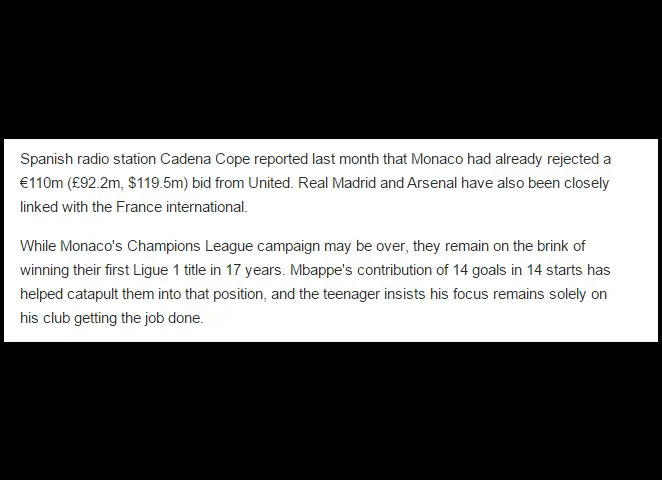 Spanish radio station Cadena Cope reported last month that Monaco had already rejected a
€110m (£92.2m, $119.5m) bid from United. Real Madrid and Arsenal have also been closely
linked with the France international.
While Monaco's Champions League campaign may be over, they remain on the brink of
winning their first Ligue 1 title in 17 years. Mbappe's contribution of 14 goals in 14 starts has
helped catapult them into that position, and the teenager insists his focus remains solely on
his club getting the job done.